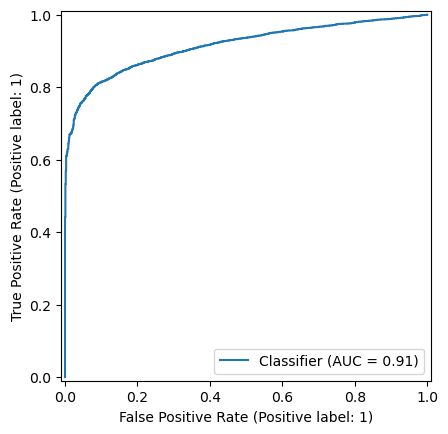 1.0
0.8
0.6
0.4
0.2
0.0
True Positive Rate (Positive label: 1)
Classifier (AUC = 0.91)
0.0 0.2 0.4 0.6 0.8 1.0
False Positive Rate (Positive label: 1)